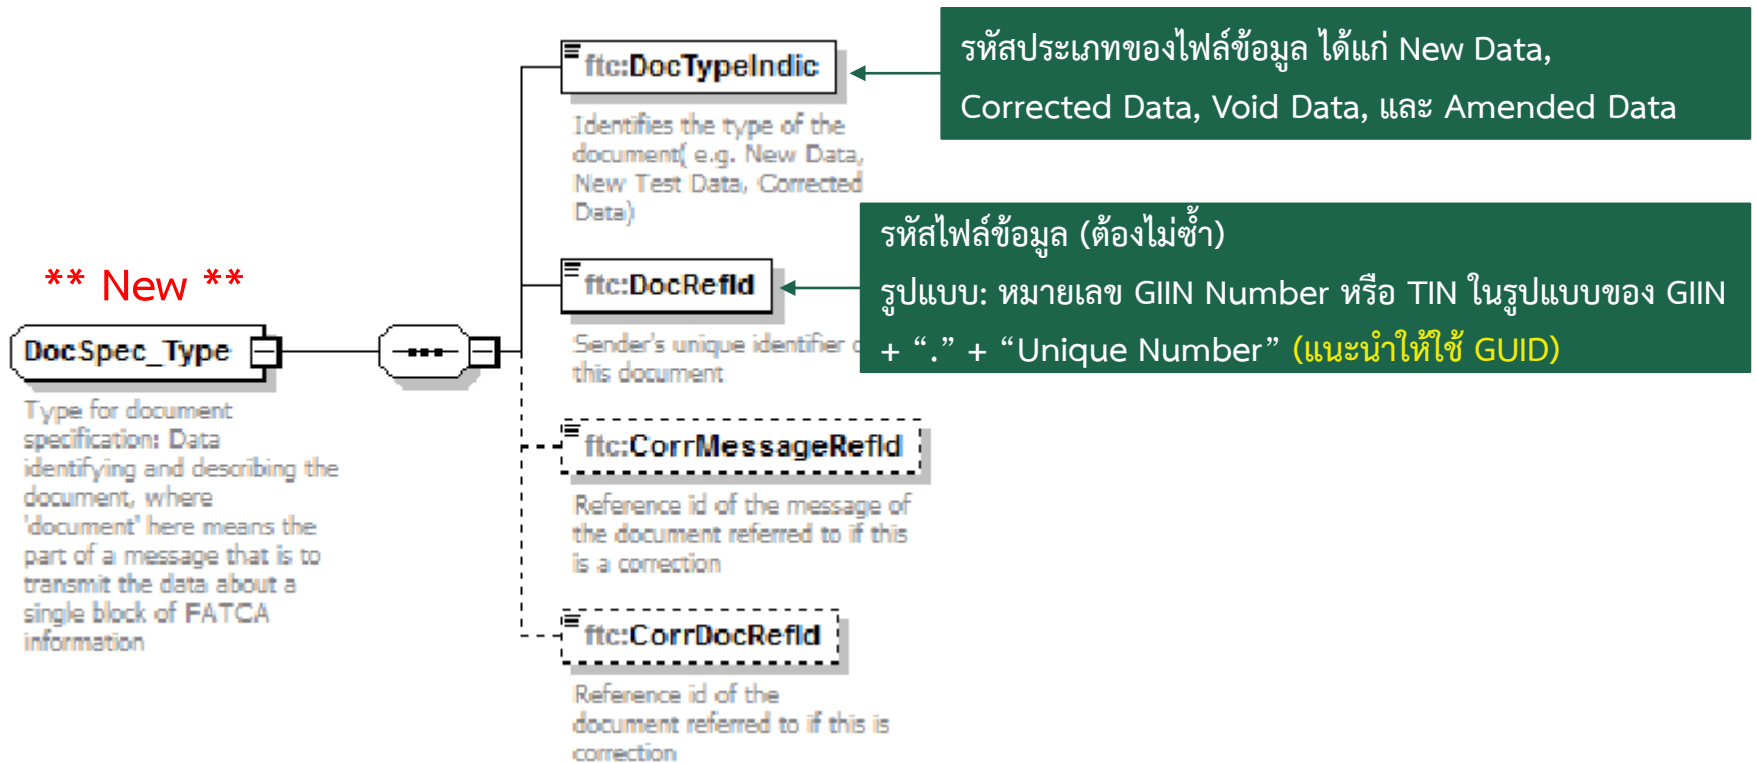 ** New **
DocSpec_Type
Type for document
specification: Data
identifying and describing the
document, where
'document' here means the
part of a message that is to
transmit the data about a
single block of FATCA
information
ftc:DocTypeIndic
Identifies the type of the
document( e.g. New Data,
New Test Data, Corrected
Data)
รหัสประเภทของไฟล์ข้อมูล ได้แก่ New Data,
Corrected Data, Void Data, และ Amended Data
ftc:DocRefId
Sender's unique identifier
this document
รหัสไฟล์ข้อมูล (ต้องไม่ซ้ำ)
รูปแบบ: หมายเลข GIIN Number หรือ TIN ในรูปแบบของ GIIN
+ “.” + “Unique Number” (แนะนำให้ใช้ GUID)
ftc:CorrMessageRefId
Reference id of the message of
the document referred to if this
is a correction
ftc:CorrDocRefId
Reference id of the
document referred to if this is
correction